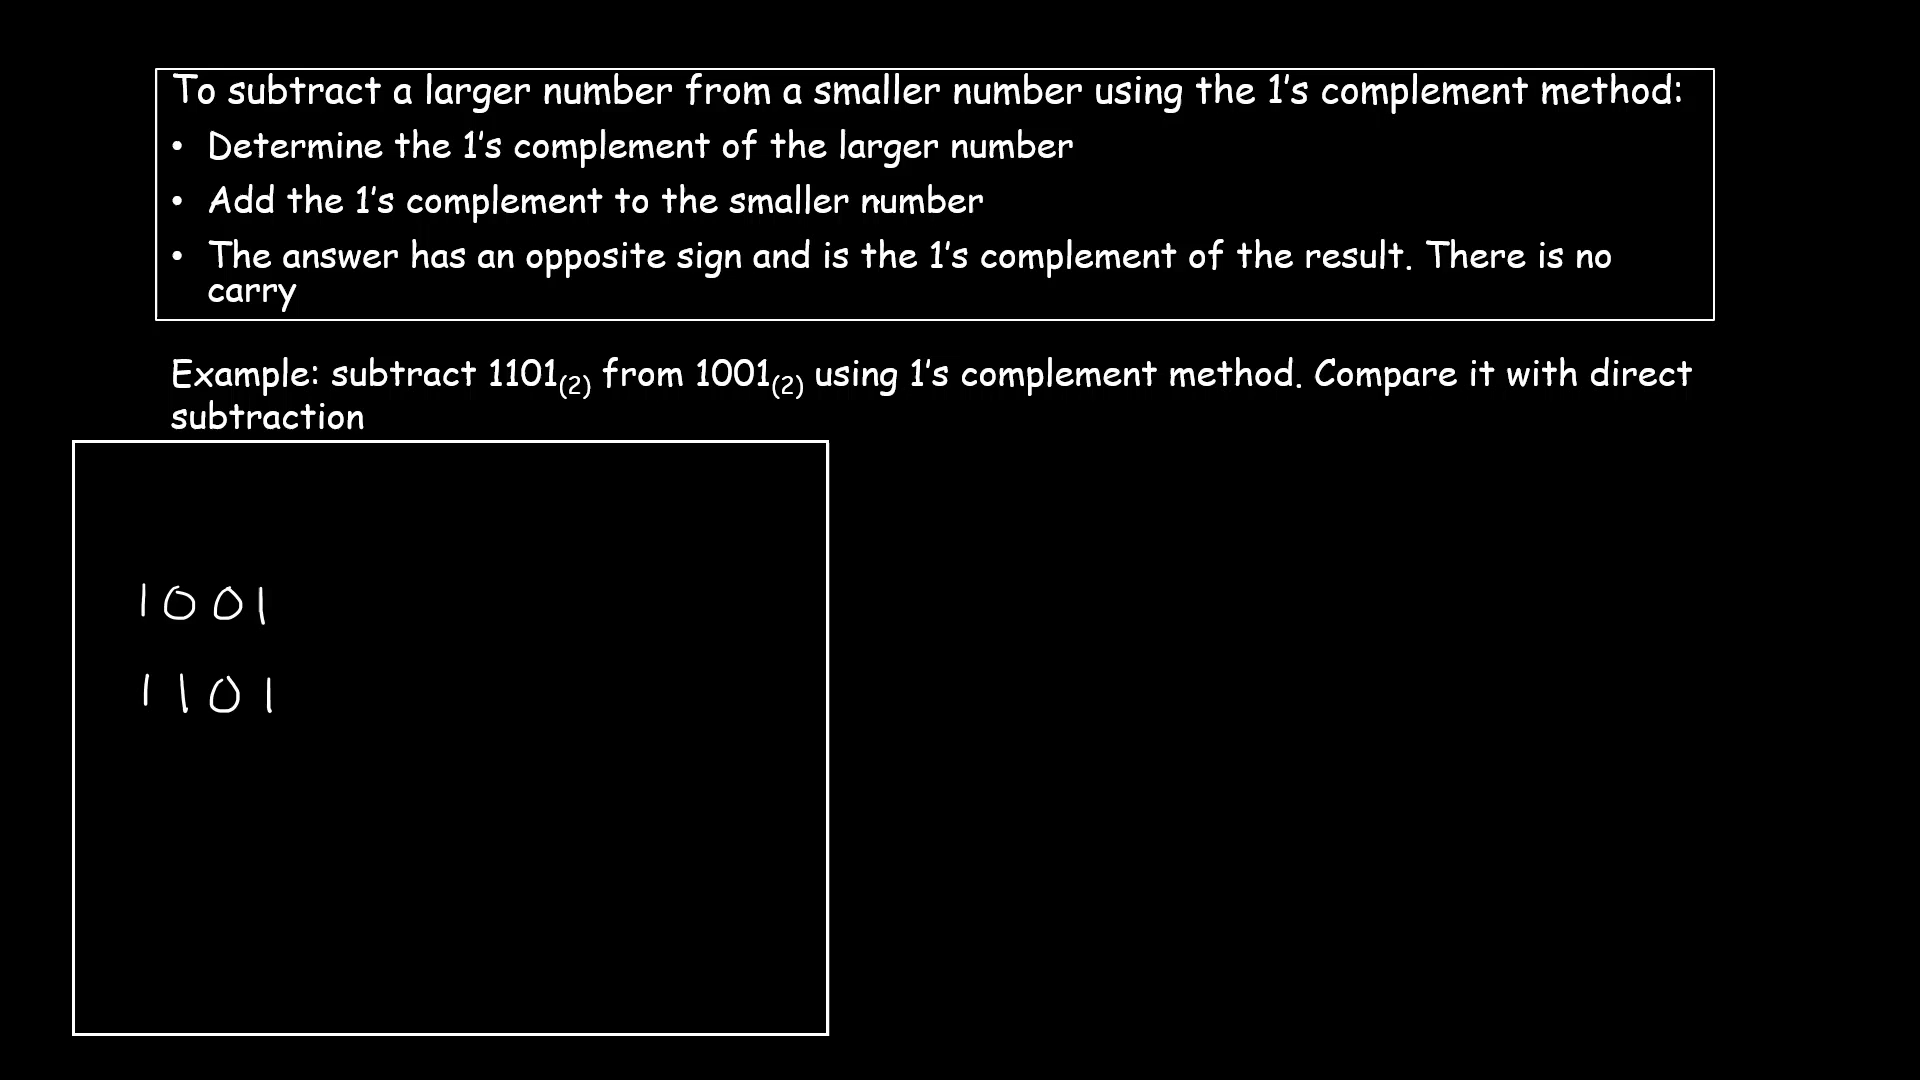 To subtract a larger number from a smaller number using the 1's complement method:
• Determine the 1's complement of the larger number
• Add the 1's complement to the smaller number
• The answer has an opposite sign and is the 1's complement of the result. There is no
carry
Example: subtract 1101(2) from 1001(2) using 1's complement method. Compare it with direct
subtraction
1001
1101